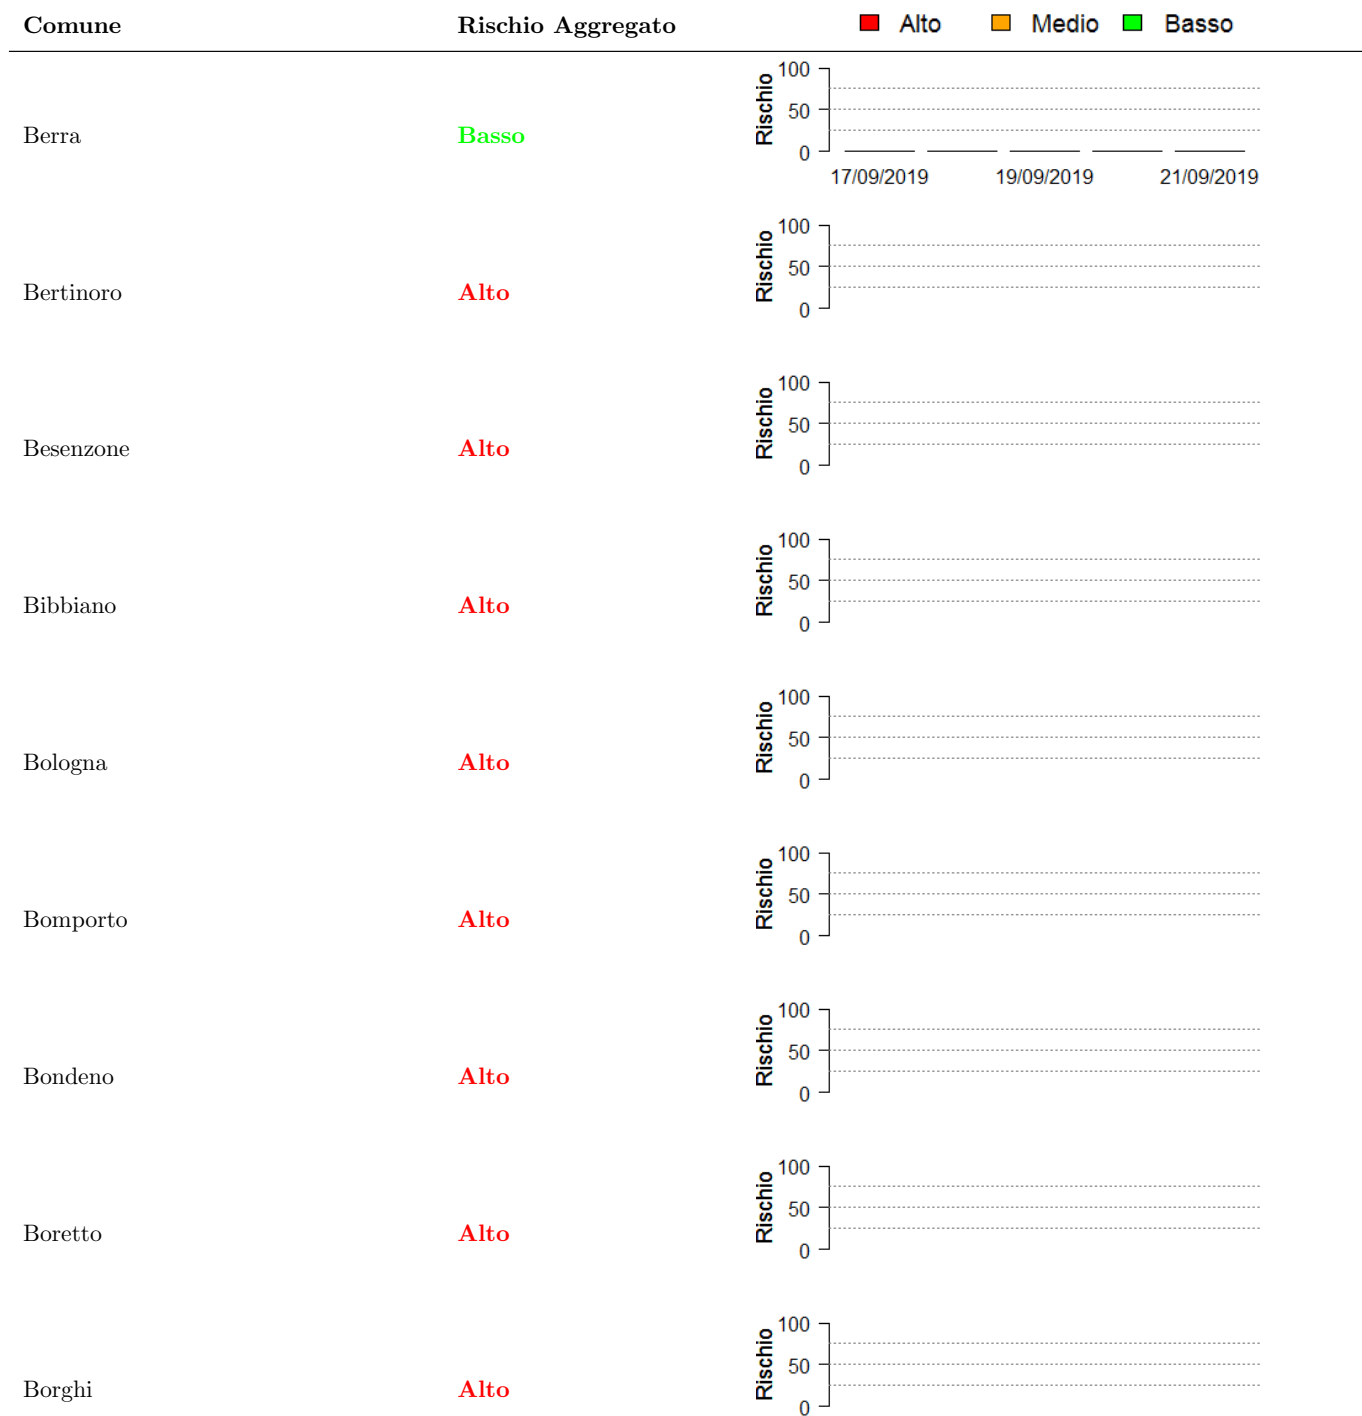 Comune Rischio Aggregato Alto Medio Basso
Berra Basso Rischio 100 50 0
17/09/2019 19/09/2019 21/09/2019
Bertinoro Alto Rischio 100 50 0
Besenzone Alto Rischio 100 50 0
Bibbiano Alto Rischio 100 50 0
Bologna Alto Rischio 100 50 0
Bomporto Alto Rischio 100 50 0
Bondeno Alto Rischio 100 50 0
Boretto Alto Rischio 100 50 0
Borghi Alto Rischio 100 50 0